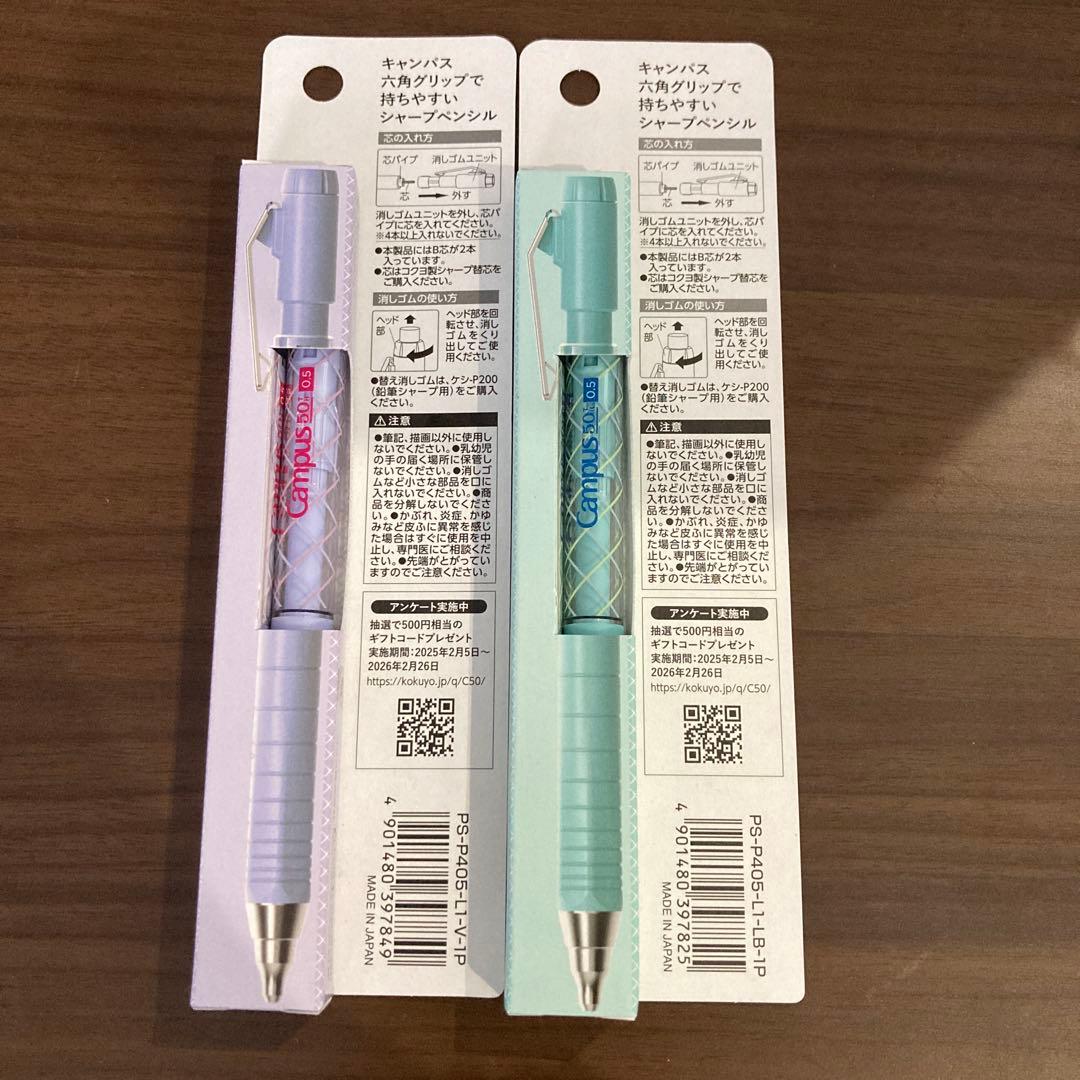 キャンパス
六角グリップで
持ちやすい
シャープペンシル
芯の入れ方
芯パイプ 消しゴムユニット
芯 外す
消しゴムユニットを外し、芯パ
イプに芯を入れてください。
※4本以上入れないでください。
●本製品にはB芯が2本
入っています。
●芯はコクヨ製シャープ替芯を
ご購入ください。
消しゴムの使い方
ヘッド
部
ヘッド部を回
転させ、消し
ゴムをくり
出してご使
用ください。
●替え消しゴムは、ケシ-P200
(鉛筆シャープ用)をご購入
ください。
⚠注意
●筆記、描画以外に使用し
ないでください。●乳幼児
の手の届く場所に保管し
ないでください。●消しゴ
ムなど小さな部品を口に
入れないでください。●商
品を分解しないでくださ
い。●かぶれ、炎症、かゆ
みなど皮ふに異常を感じ
た場合はすぐに使用を中
止し、専門医にご相談くだ
さい。●先端がとがってい
ますのでご注意ください。
アンケート実施中
抽選で500円相当の
ギフトコードプレゼント
実施期間:2025年2月5日～
2026年2月26日
https://kokuyo.jp/q/C50/
PS-P405-L1-V-1P
4 901480 397849
MADE IN JAPAN
Campus 50th 0.5
キャンパス
六角グリップで
持ちやすい
シャープペンシル
芯の入れ方
芯パイプ 消しゴムユニット
芯 外す
消しゴムユニットを外し、芯パ
イプに芯を入れてください。
※4本以上入れないでください。
●本製品にはB芯が2本
入っています。
●芯はコクヨ製シャープ替芯を
ご購入ください。
消しゴムの使い方
ヘッド
部
ヘッド部を回
転させ、消し
ゴムをくり
出してご使
用ください。
●替え消しゴムは、ケシ-P200
(鉛筆シャープ用)をご購入
ください。
⚠注意
●筆記、描画以外に使用し
ないでください。●乳幼児
の手の届く場所に保管し
ないでください。●消しゴ
ムなど小さな部品を口に
入れないでください。●商
品を分解しないでくださ
い。●かぶれ、炎症、かゆ
みなど皮ふに異常を感じ
た場合はすぐに使用を中
止し、専門医にご相談くだ
さい。●先端がとがってい
ますのでご注意ください。
アンケート実施中
抽選で500円相当の
ギフトコードプレゼント
実施期間:2025年2月5日～
2026年2月26日
https://kokuyo.jp/q/C50/
PS-P405-L1-LB-1P
4 901480 397825
MADE IN JAPAN
Campus 50th 0.5